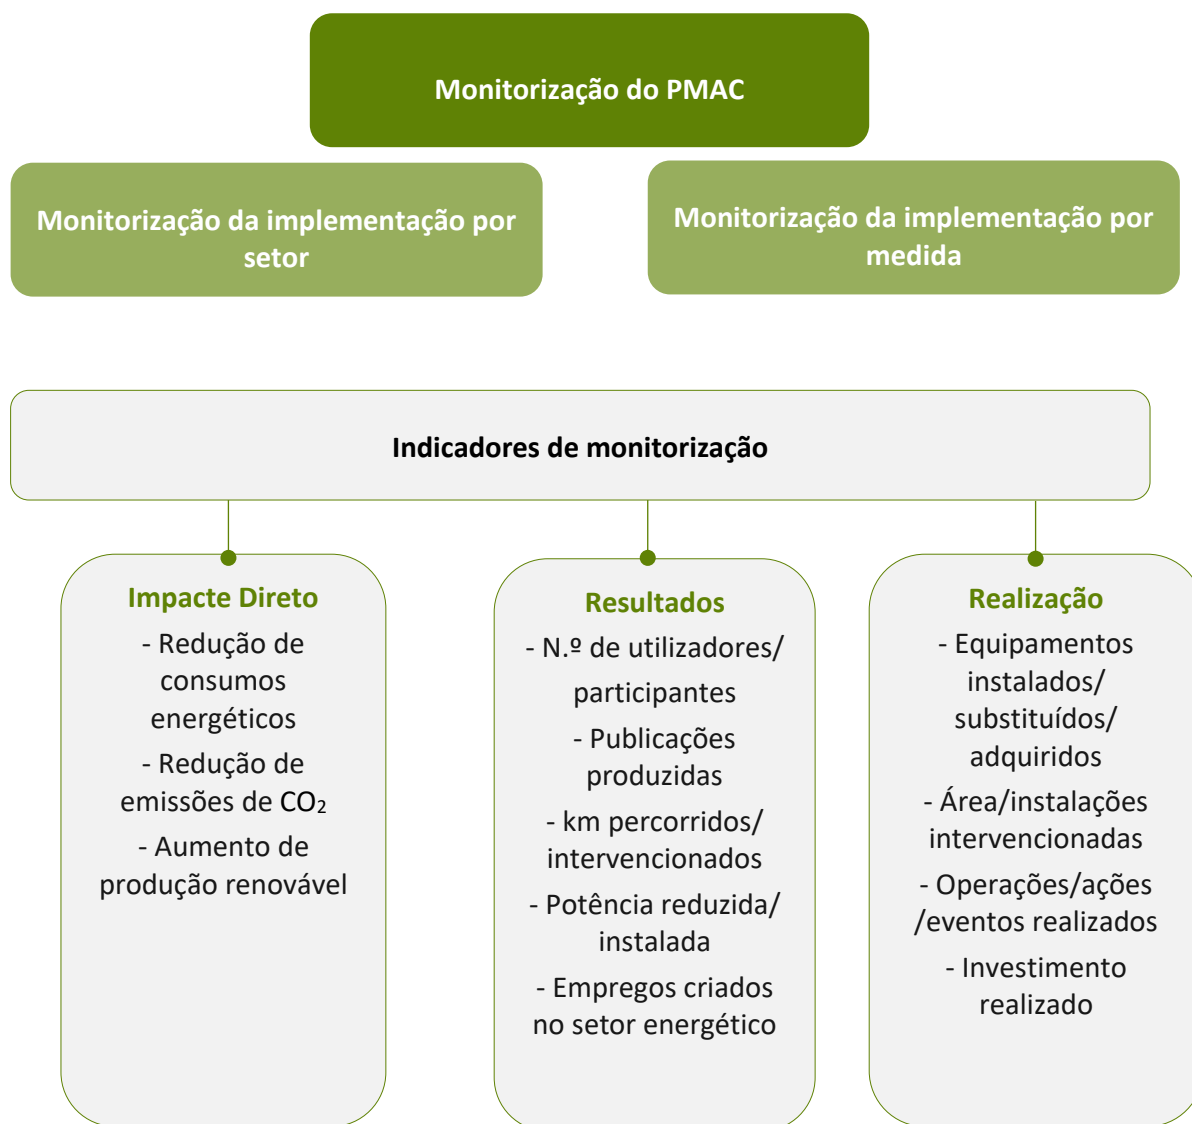 Monitorização do PMAC
Monitorização da implementação por
setor
Monitorização da implementação por
medida
Indicadores de monitorização
Impacte Direto
- Redução de
consumos
energéticos
- Redução de
emissões de CO₂
- Aumento de
produção renovável
Resultados
- N.º de utilizadores/
participantes
- Publicações
produzidas
- km percorridos/
intervencionados
- Potência reduzida/
instalada
- Empregos criados
no setor energético
Realização
- Equipamentos
instalados/
substituídos/
adquiridos
- Área/instalações
intervencionadas
- Operações/ações
/eventos realizados
- Investimento
realizado